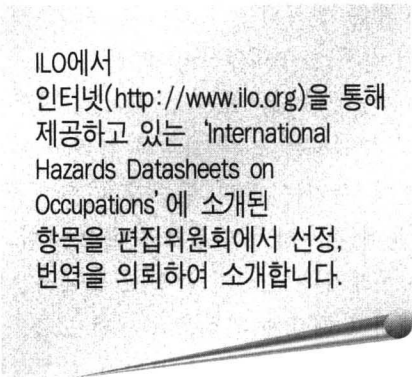 ILO에서
인터넷(http://www.ilo.org)을 통해
제공하고 있는 ‘International
Hazards Datasheets on
Occupations’에 소개된
항목을 편집위원회에서 선정,
번역을 의뢰하여 소개합니다.